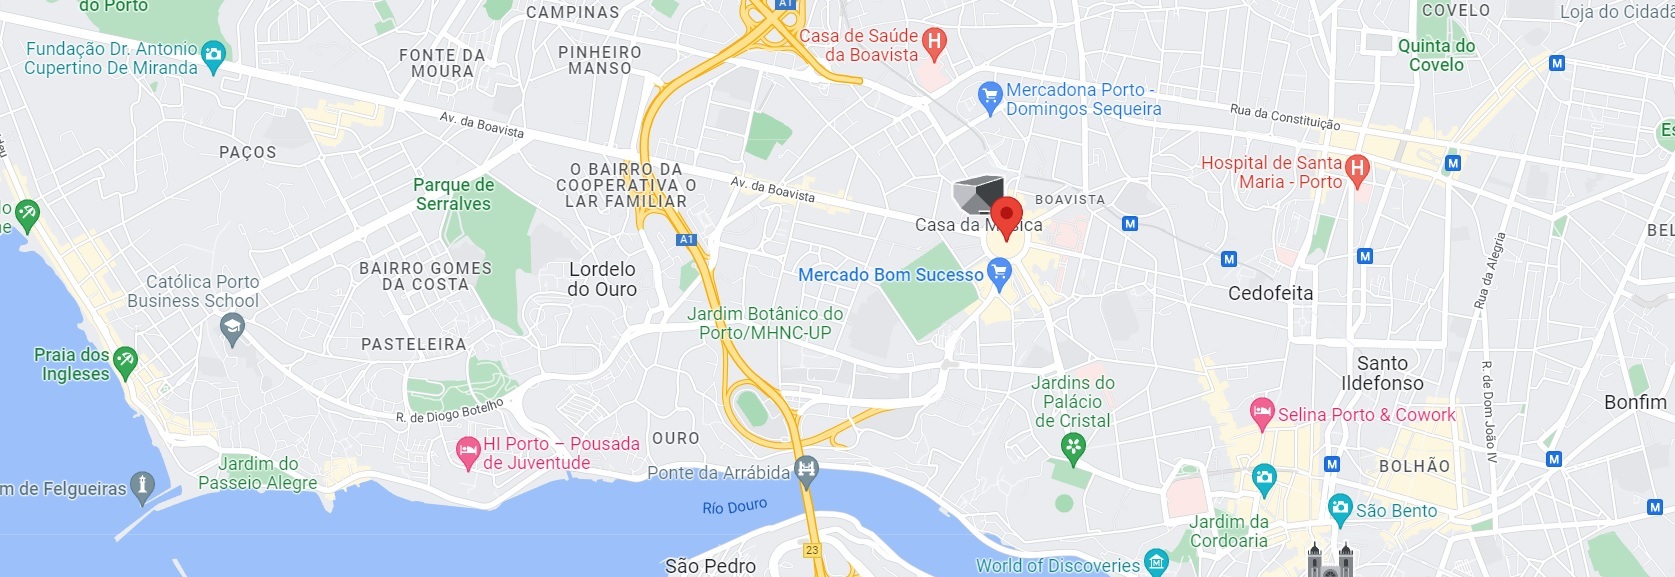 do Porto
CAMPINAS
A1
COVELO
Loja do Cidadã
Fundação Dr. Antonio
Cupertino De Miranda
FONTE DA
MOURA
PINHEIRO
MANSO
Casa de Saúde
da Boavista
H
Quinta do
Covelo
M
Mercadona Porto -
Domingos Sequeira
Av. da Boavista
Rua da Constituição
Es
PAÇOS
O BAIRRO DA
COOPERATIVA O
LAR FAMILIAR
Hospital de Santa
Maria - Porto
H
M
Parque de
Serralves
Av. da Boavista
BOAVISTA
Casa da M sica
M
lo
ne
A1
BEL
M
M
BAIRRO GOMES
DA COSTA
Lordelo
do Ouro
Mercado Bom Sucesso
Rua da Alegria
Católica Porto
Business School
Cedofeita
Jardim Botânico do
Porto/MHNC-UP
PASTELEIRA
Praia dos
Ingleses
Santo
Ildefonso
Jardins do
Palácio
de Cristal
R. de Dom João IV
Bonfim
R. de Diogo Botelho
Selina Porto & Cowork
OURO
HI Porto – Pousada
de Juventude
Ponte da Arrábida
M
BOLHÃO
M
Jardim do
Passeio Alegre
m de Felgueiras
Río Douro
São Bento
M
Jardim da
Cordoaria
23
São Pedro
World of Discoveries